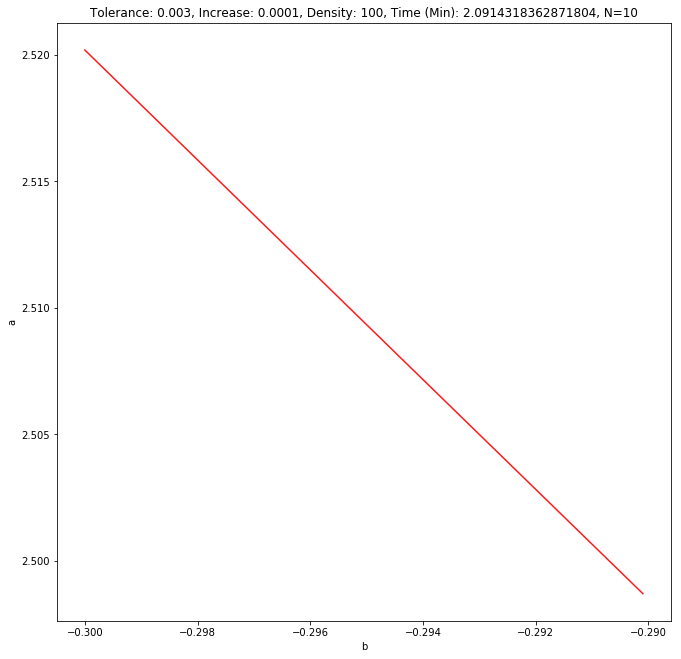 Tolerance: 0.003, Increase: 0.0001, Density: 100, Time (Min): 2.0914318362871804, N=10
2.520
2.515
2.510
2.505
2.500
a
−0.300 −0.298 −0.296 −0.294 −0.292 −0.290
b